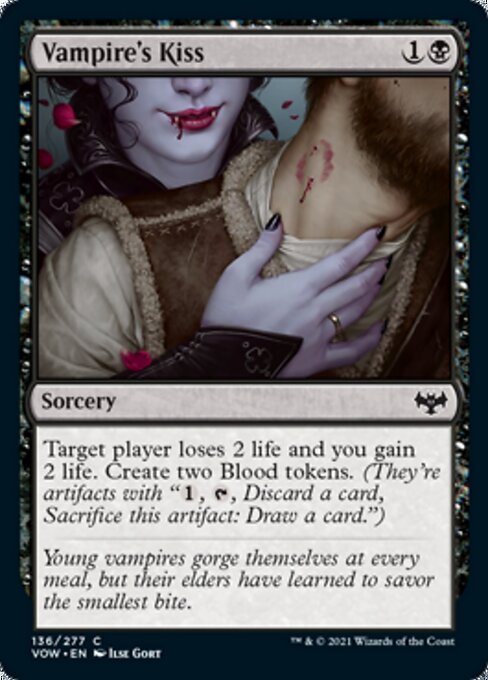 Vampire's Kiss 1
Sorcery
Target player loses 2 life and you gain
2 life. Create two Blood tokens. (They're
artifacts with "1, , Discard a card,
Sacrifice this artifact: Draw a card.")
Young vampires gorge themselves at every
meal, but their elders have learned to savor
the smallest bite.
136/277 C
VOW • EN Ilse Gort
™ & © 2021 Wizards of the Coast